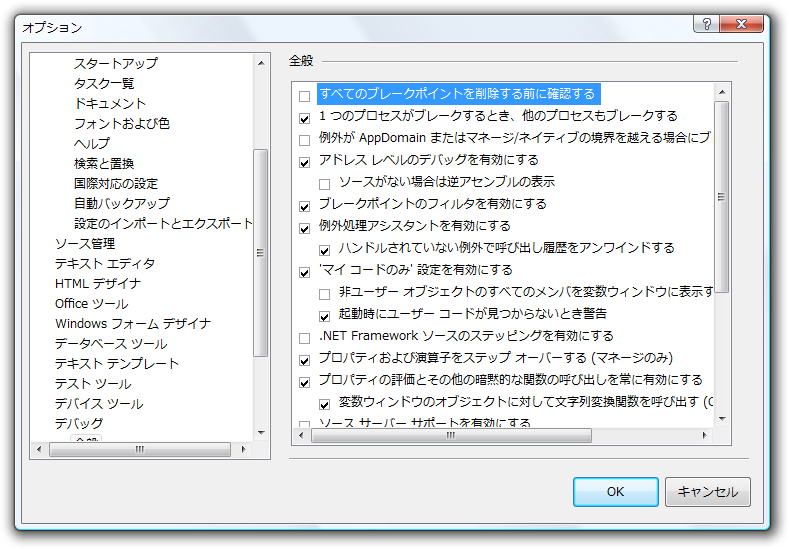 オプション
スタートアップ
タスク一覧
ドキュメント
フォントおよび色
ヘルプ
検索と置換
国際対応の設定
自動バックアップ
設定のインポートとエクスポート
ソース管理
テキスト エディタ
HTML デザイナ
Office ツール
Windows フォーム デザイナ
データベース ツール
テキスト テンプレート
テスト ツール
デバイス ツール
デバッグ
全般
全般
すべてのブレークポイントを削除する前に確認する
1 つのプロセスがブレークするとき、他のプロセスもブレークする
例外が AppDomain またはマネージ/ネイティブの境界を越える場合にブ
アドレス レベルのデバッグを有効にする
ソースがない場合は逆アセンブルの表示
ブレークポイントのフィルタを有効にする
例外処理アシスタントを有効にする
ハンドルされていない例外で呼び出し履歴をアンワインドする
'マイ コードのみ' 設定を有効にする
非ユーザー オブジェクトのすべてのメンバを変数ウィンドウに表示す
起動時にユーザー コードが見つからないとき警告
.NET Framework ソースのステッピングを有効にする
プロパティおよび演算子をステップ オーバーする (マネージのみ)
プロパティの評価とその他の暗黙的な関数の呼び出しを常に有効にする
変数ウィンドウのオブジェクトに対して文字列変換関数を呼び出す (C
ソース サーバー サポートを有効にする
OK
キャンセル